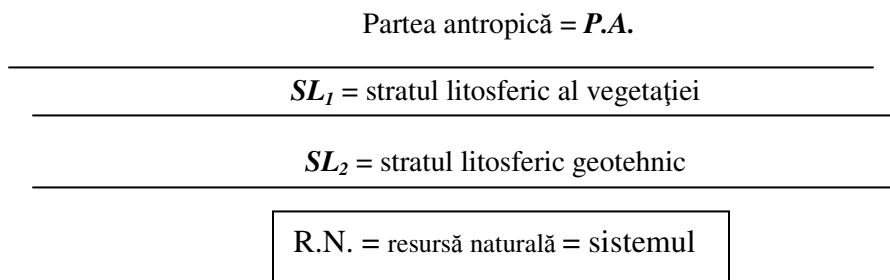 Partea antropică = P.A.
SL1 = stratul litosferic al vegetaţiei
SL2 = stratul litosferic geotehnic
R.N. = resursă naturală = sistemul